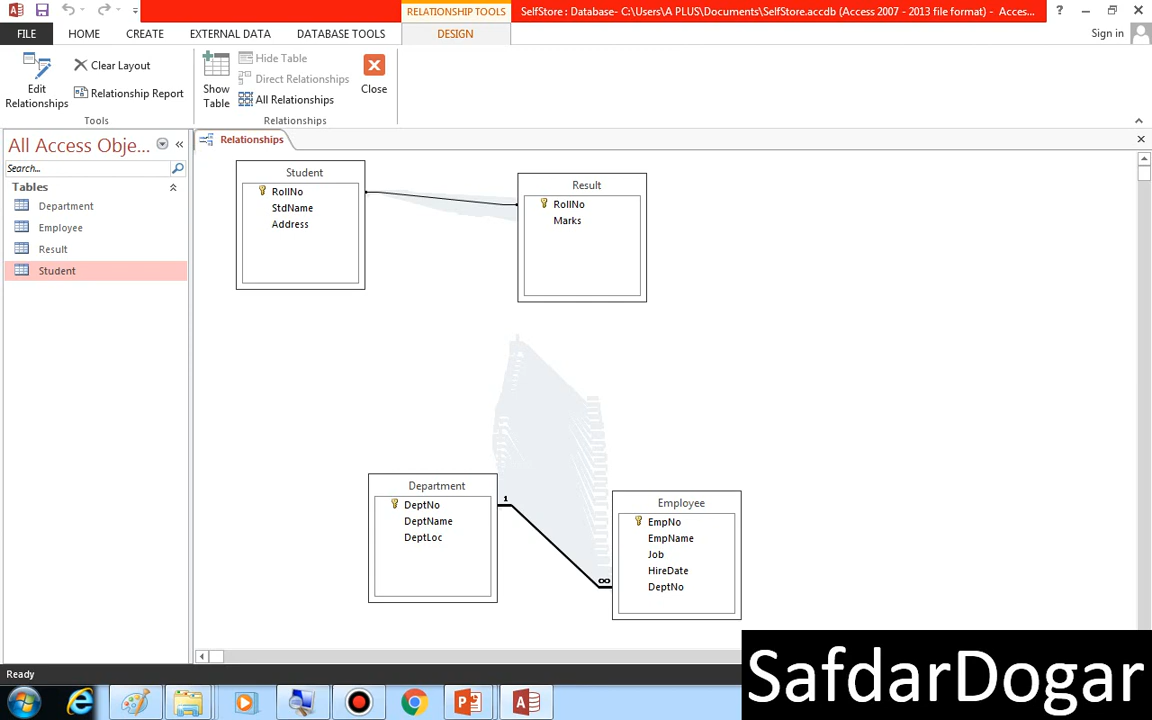 RELATIONSHIP TOOLS
SelfStore : Database- C:\Users\A PLUS\Documents\SelfStore.accdb (Access 2007 - 2013 file format) - Acces...
?
FILE
HOME
CREATE
EXTERNAL DATA
DATABASE TOOLS
DESIGN
Sign in
Edit
Relationships
Clear Layout
Relationship Report
Tools
Show
Table
Hide Table
Direct Relationships
All Relationships
Relationships
Close
All Access Obje...
Search...
Tables
Department
Employee
Result
Student
Relationships
Student
RollNo
StdName
Address
Result
RollNo
Marks
Department
DeptNo
DeptName
DeptLoc
1
∞
Employee
EmpNo
EmpName
Job
HireDate
DeptNo
Ready
SafdarDogar